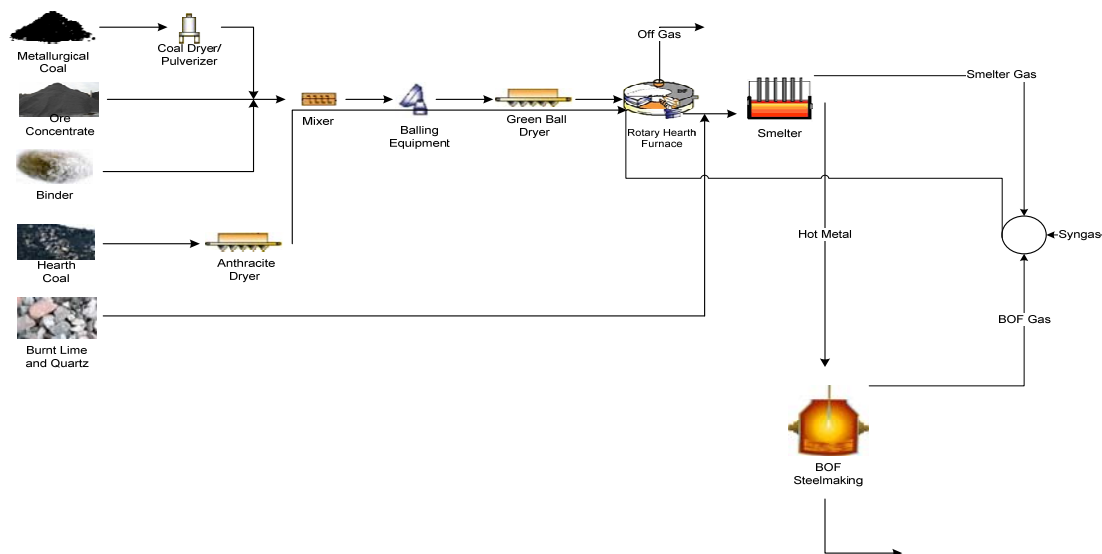 Off Gas
Metallurgical
Coal
Coal Dryer/
Pulverizer
Smelter Gas
Ore
Concentrate
Mixer
Balling
Equipment
Green Ball
Dryer
Rotary Hearth
Furnace
Smelter
Binder
Hot Metal
Syngas
Hearth
Coal
Anthracite
Dryer
BOF Gas
Burnt Lime
and Quartz
BOF
Steelmaking